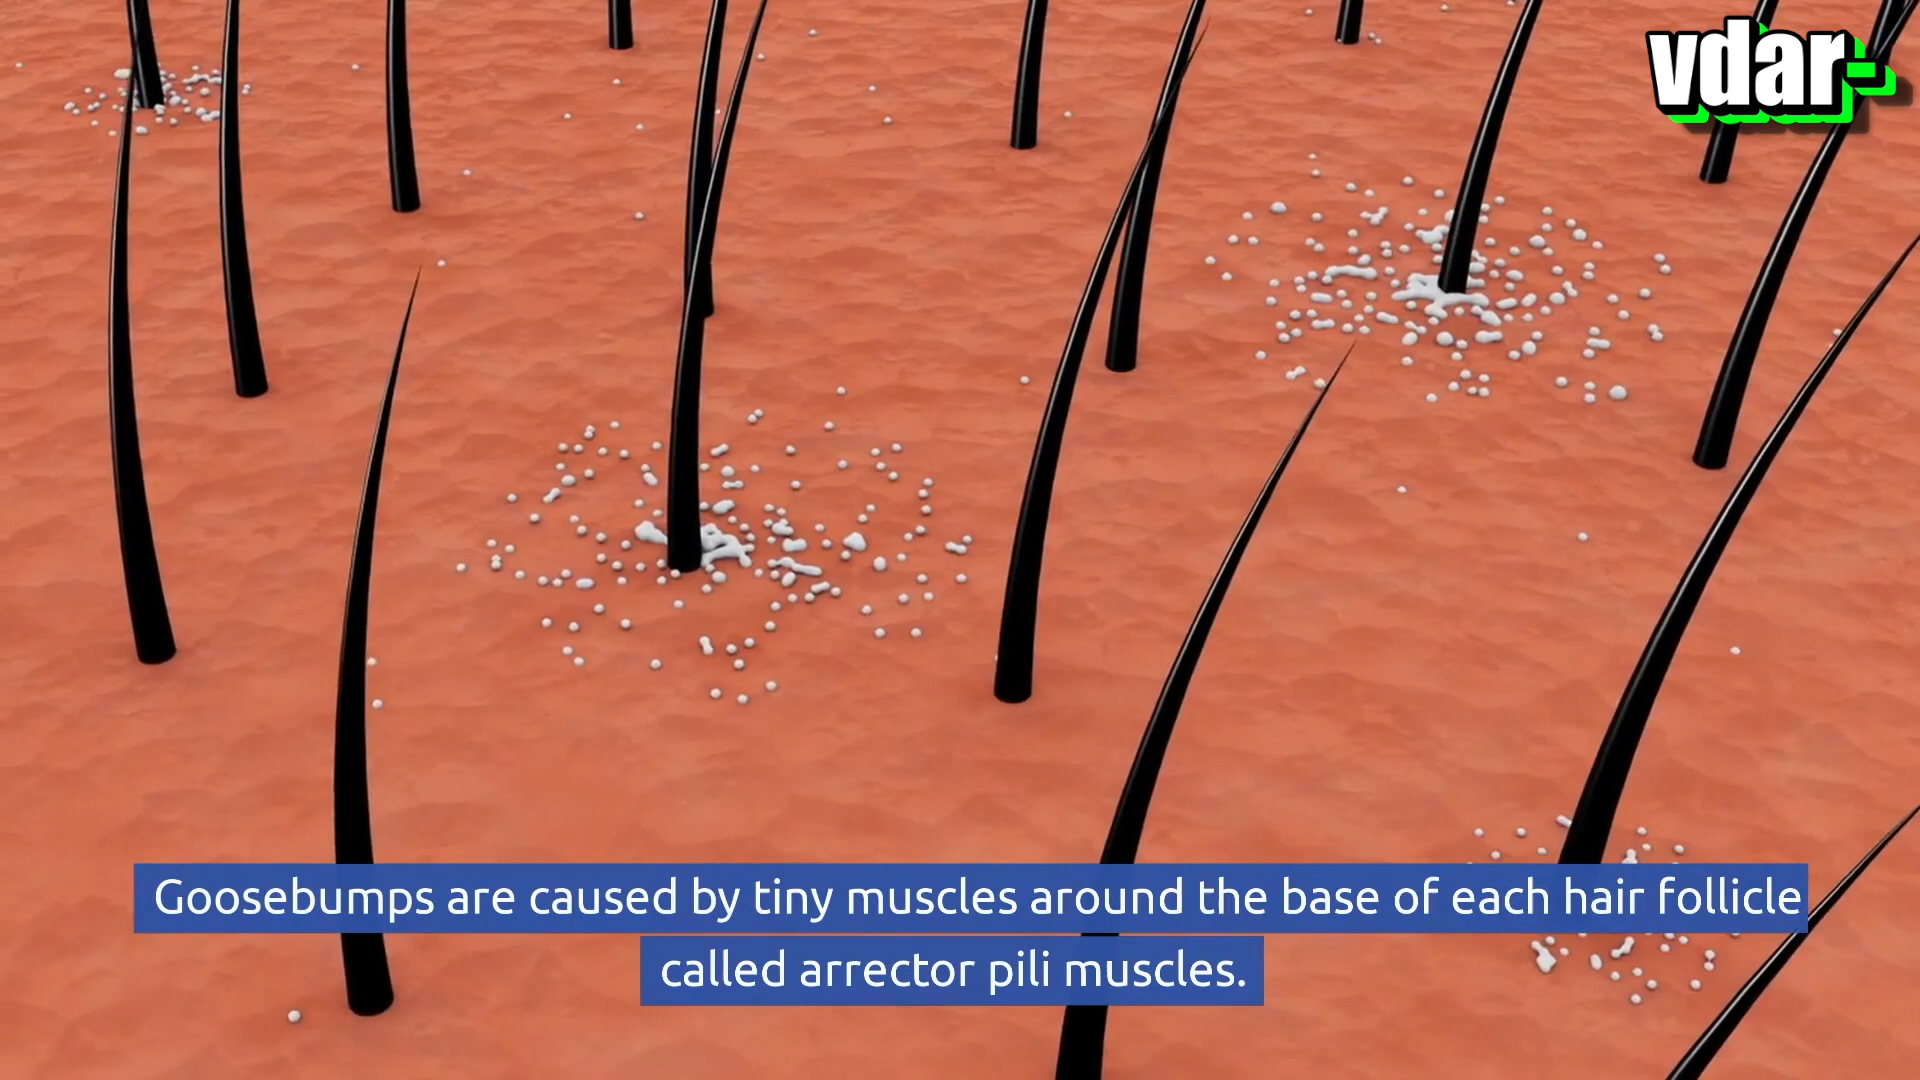 vdar-
Goosebumps are caused by tiny muscles around the base of each hair follicle
called arrector pili muscles.